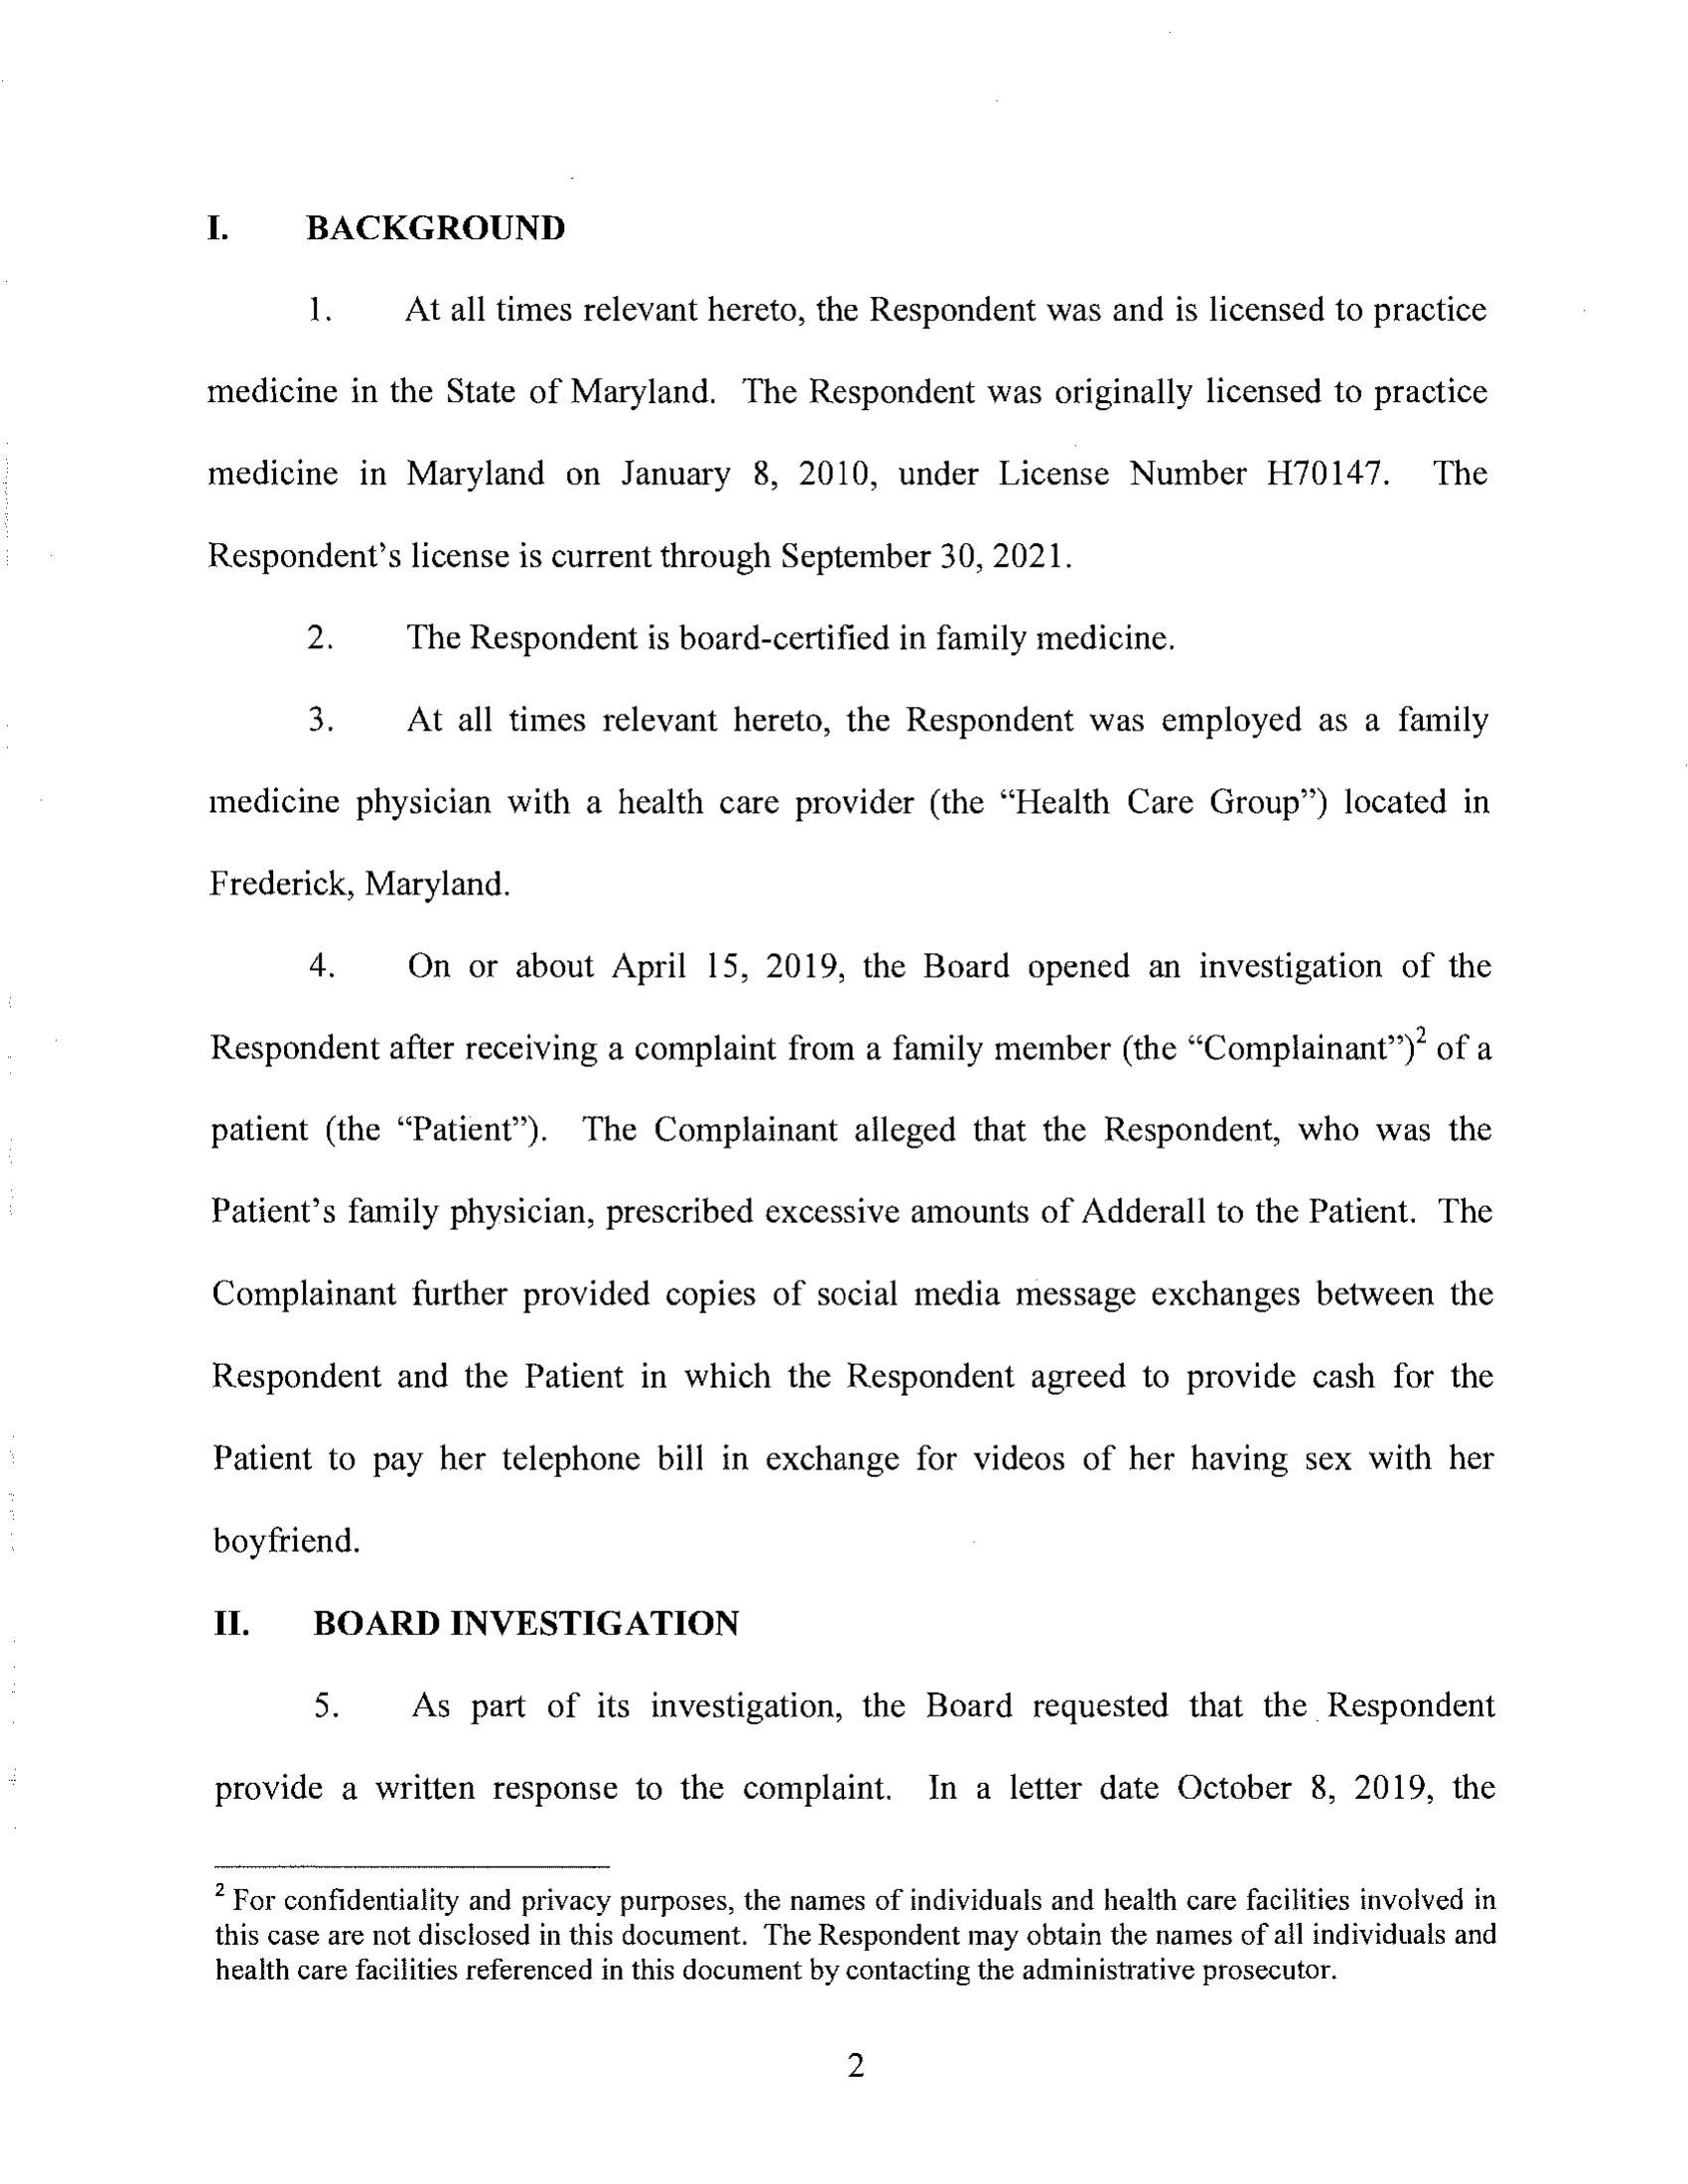 I. BACKGROUND
1. At all times relevant hereto, the Respondent was and is licensed to practice
medicine in the State of Maryland. The Respondent was originally licensed to practice
medicine in Maryland on January 8, 2010, under License Number H70147. The
Respondent's license is current through September 30, 2021.
2. The Respondent is board-certified in family medicine.
3. At all times relevant hereto, the Respondent was employed as a family
medicine physician with a health care provider (the “Health Care Group”) located in
Frederick, Maryland.
4. On or about April 15, 2019, the Board opened an investigation of the
Respondent after receiving a complaint from a family member (the “Complainant”)² of a
patient (the “Patient”). The Complainant alleged that the Respondent, who was the
Patient's family physician, prescribed excessive amounts of Adderall to the Patient. The
Complainant further provided copies of social media message exchanges between the
Respondent and the Patient in which the Respondent agreed to provide cash for the
Patient to pay her telephone bill in exchange for videos of her having sex with her
boyfriend.
II. BOARD INVESTIGATION
5. As part of its investigation, the Board requested that the Respondent
provide a written response to the complaint. In a letter date October 8, 2019, the
² For confidentiality and privacy purposes, the names of individuals and health care facilities involved in
this case are not disclosed in this document. The Respondent may obtain the names of all individuals and
health care facilities referenced in this document by contacting the administrative prosecutor.
2